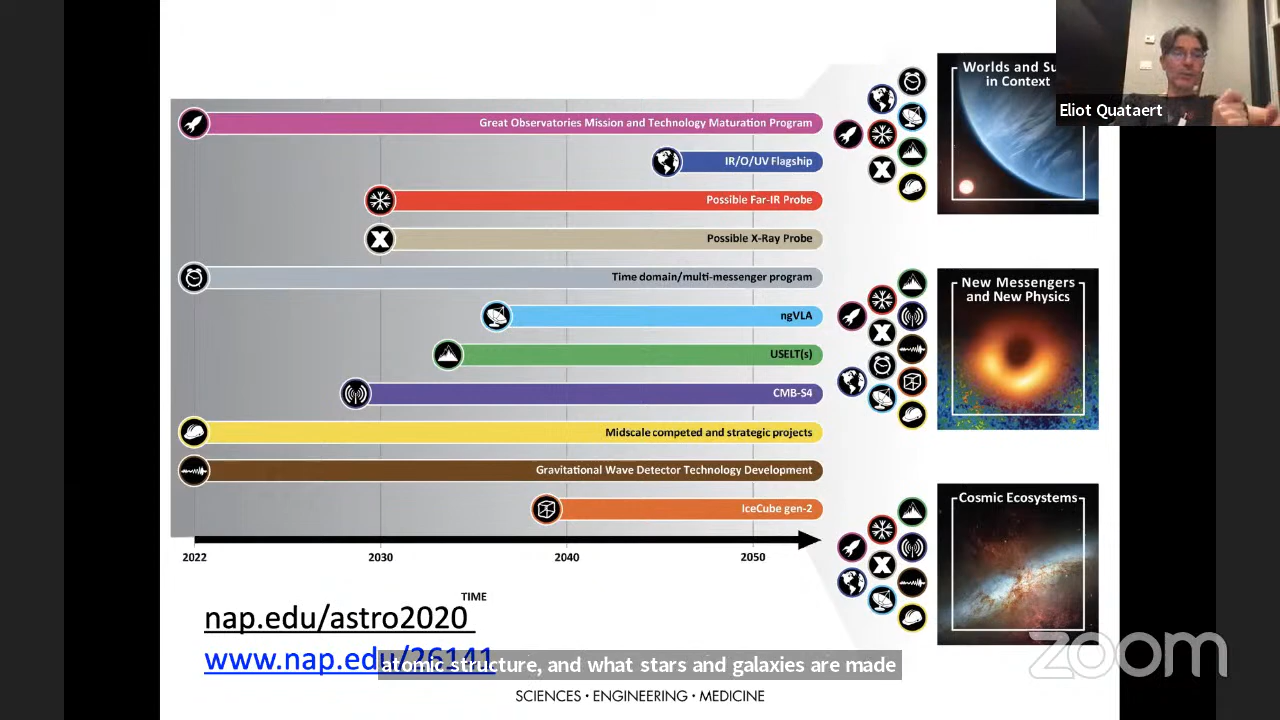 Great Observatories Mission and Technology Maturation Program
IR/O/UV Flagship
Possible Far-IR Probe
Possible X-Ray Probe
Time domain/multi-messenger program
ngVLA
USELT(s)
CMB-S4
Midscale competed and strategic projects
Gravitational Wave Detector Technology Development
IceCube gen-2
2022 2030 2040 2050
TIME
nap.edu/astro2020
www.nap.edu/26141
Worlds and Su
in Context
Eliot Quataert
New Messengers
and New Physics
Cosmic Ecosystems
atomic structure, and what stars and galaxies are made
SCIENCES • ENGINEERING • MEDICINE
zoom